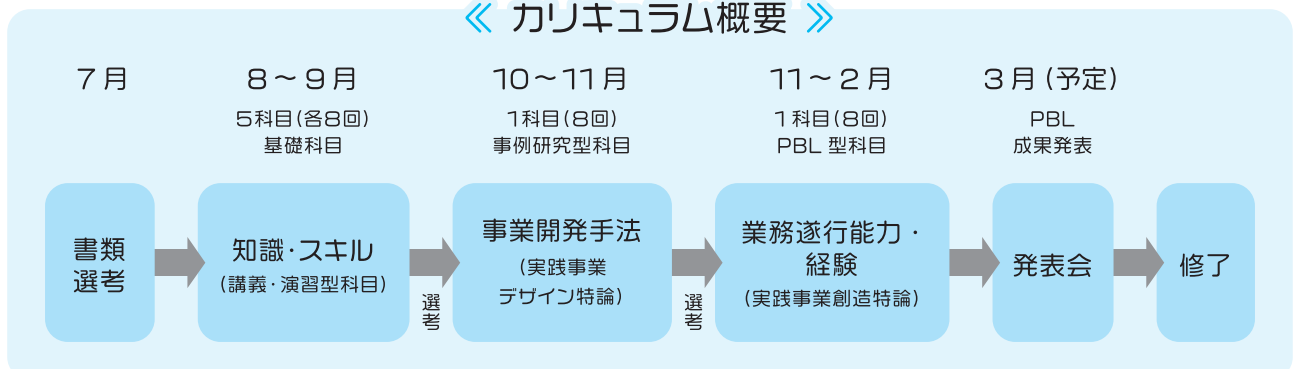 ≪ カリキュラム概要 ≫
7月
8～9月
10～11月
11～2月
3月(予定)
5科目(各8回)
基礎科目
1科目(8回)
事例研究型科目
1科目(8回)
PBL型科目
PBL
成果発表
書類
選考
知識・スキル
(講義・演習型科目)
選考
事業開発手法
(実践事業
デザイン特論)
選考
業務遂行能力・
経験
(実践事業創造特論)
発表会
修了